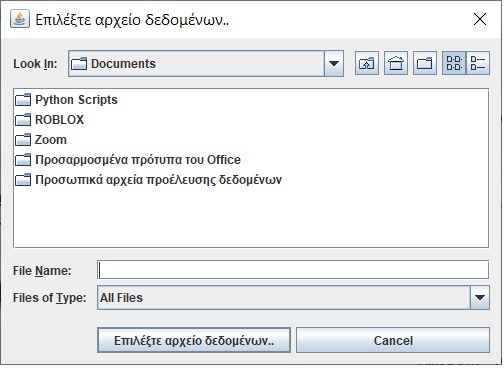 Επιλέξτε αρχείο δεδομένων..
Look In: Documents
Python Scripts
ROBLOX
Zoom
Προσαρμοσμένα πρότυπα του Office
Προσωπικά αρχεία προέλευσης δεδομένων
File Name:
Files of Type: All Files
Επιλέξτε αρχείο δεδομένων.. Cancel